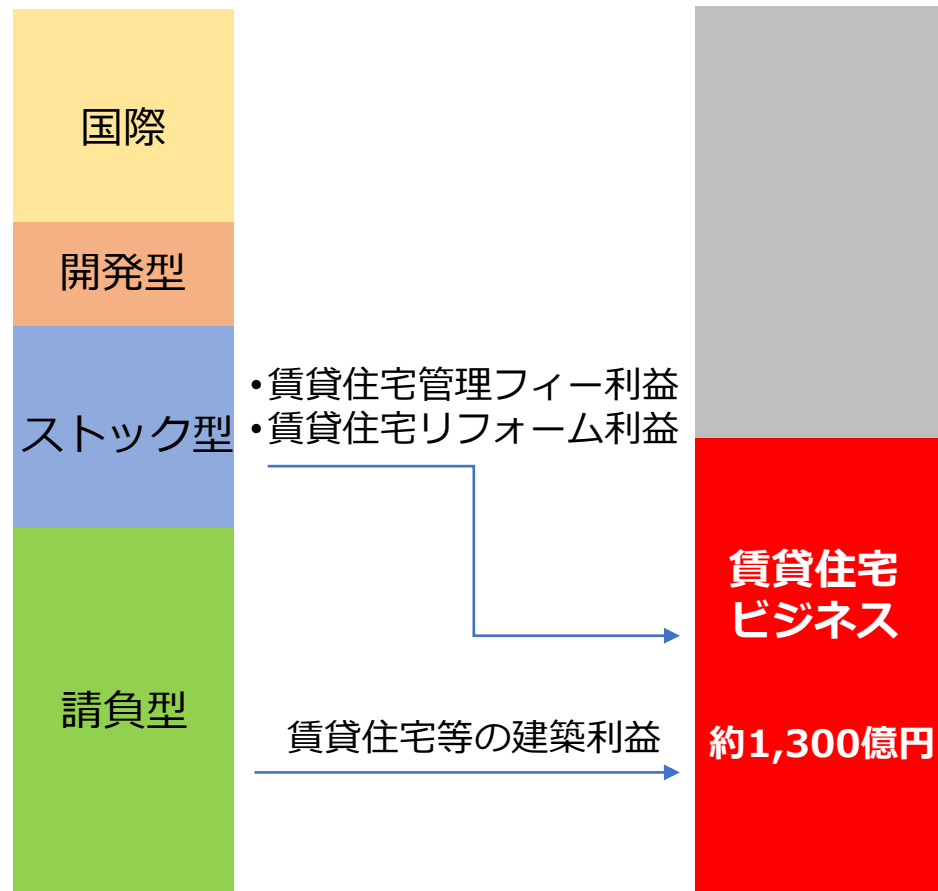 国際
開発型
ストック型
請負型
•賃貸住宅管理フィー利益
•賃貸住宅リフォーム利益
賃貸住宅等の建築利益
賃貸住宅
ビジネス
約1,300億円